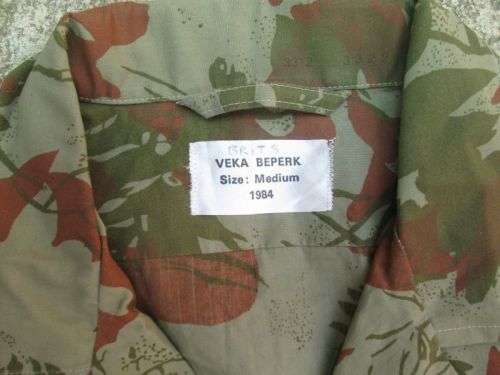 BRITS
VEKA BEPERK
Size: Medium
1984